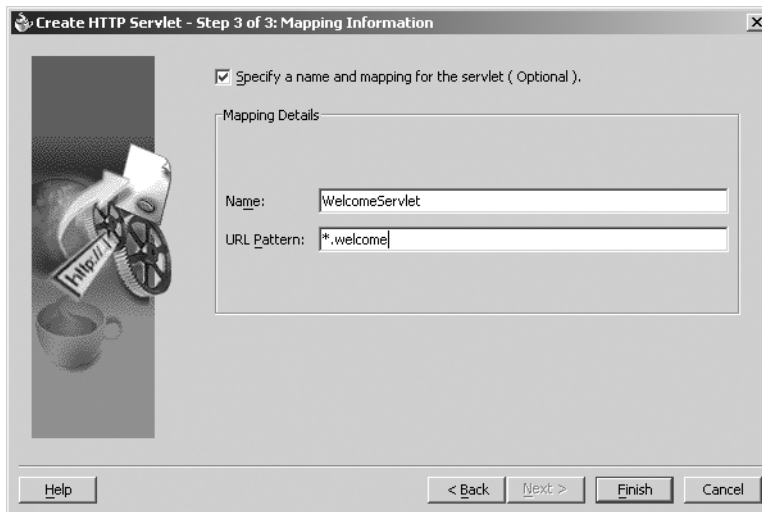 Create HTTP Servlet - Step 3 of 3: Mapping Information
Specify a name and mapping for the servlet ( Optional ).
Mapping Details
Name: WelcomeServlet
URL Pattern: *.welcome
http://
Help < Back Next > Finish Cancel